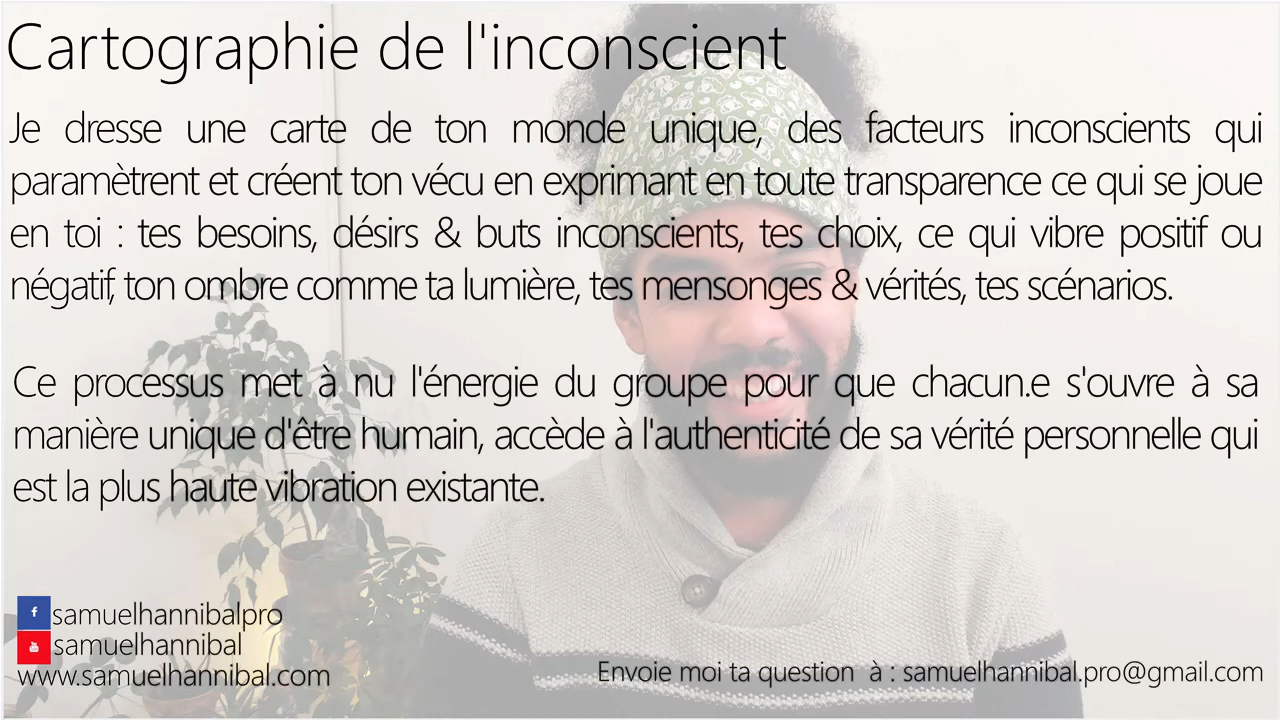 Cartographie de l'inconscient
Je dresse une carte de ton monde unique, des facteurs inconscients qui
paramètrent et créent ton vécu en exprimant en toute transparence ce qui se joue
en toi : tes besoins, désirs & buts inconscients, tes choix, ce qui vibre positif ou
négatif, ton ombre comme ta lumière, tes mensonges & vérités, tes scénarios.
Ce processus met à nu l'énergie du groupe pour que chacun.e s'ouvre à sa
manière unique d'être humain, accède à l'authenticité de sa vérité personnelle qui
est la plus haute vibration existante.
samuelhannibalpro
samuelhannibal
www.samuelhannibal.com
Envoie moi ta question à : samuelhannibal.pro@gmail.com